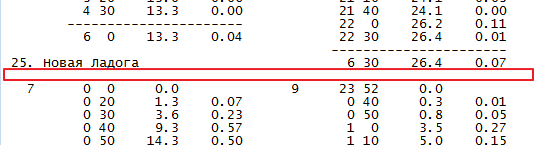 4 30 13.3 0.00 21 40 24.1 0.00
------------------------ 22 0 26.2 0.11
6 0 13.3 0.04 22 30 26.4 0.01
------------------------
25. Новая Ладога 6 30 26.4 0.07
7 0 0 0.0 9 23 52 0.0
0 20 1.3 0.07 0 40 0.3 0.01
0 30 3.6 0.23 0 50 0.8 0.05
0 40 9.3 0.57 1 0 3.5 0.27
0 50 14.3 0.50 1 10 5.0 0.15